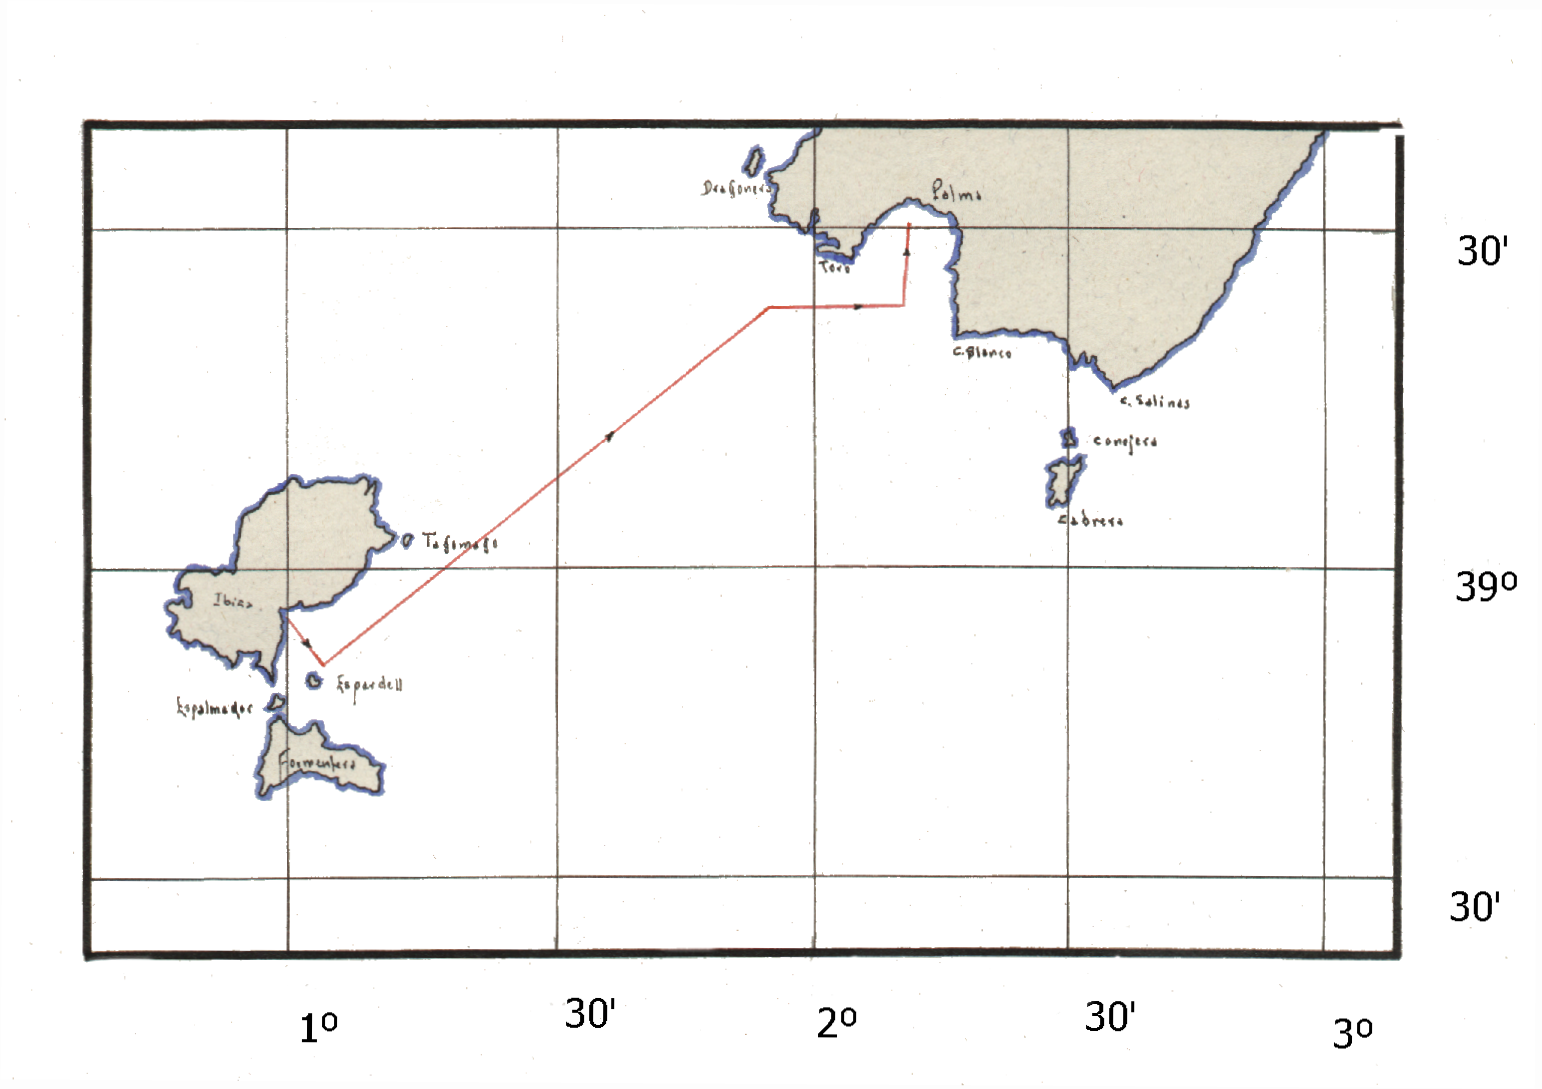 Dragonera
Palma
30'
Toro
C. Blanco
C. Salinas
Conejera
Cabrera
Tagomago
39º
Ibiza
Espardell
Espalmador
Formentera
30'
1º
30'
2º
30'
3º